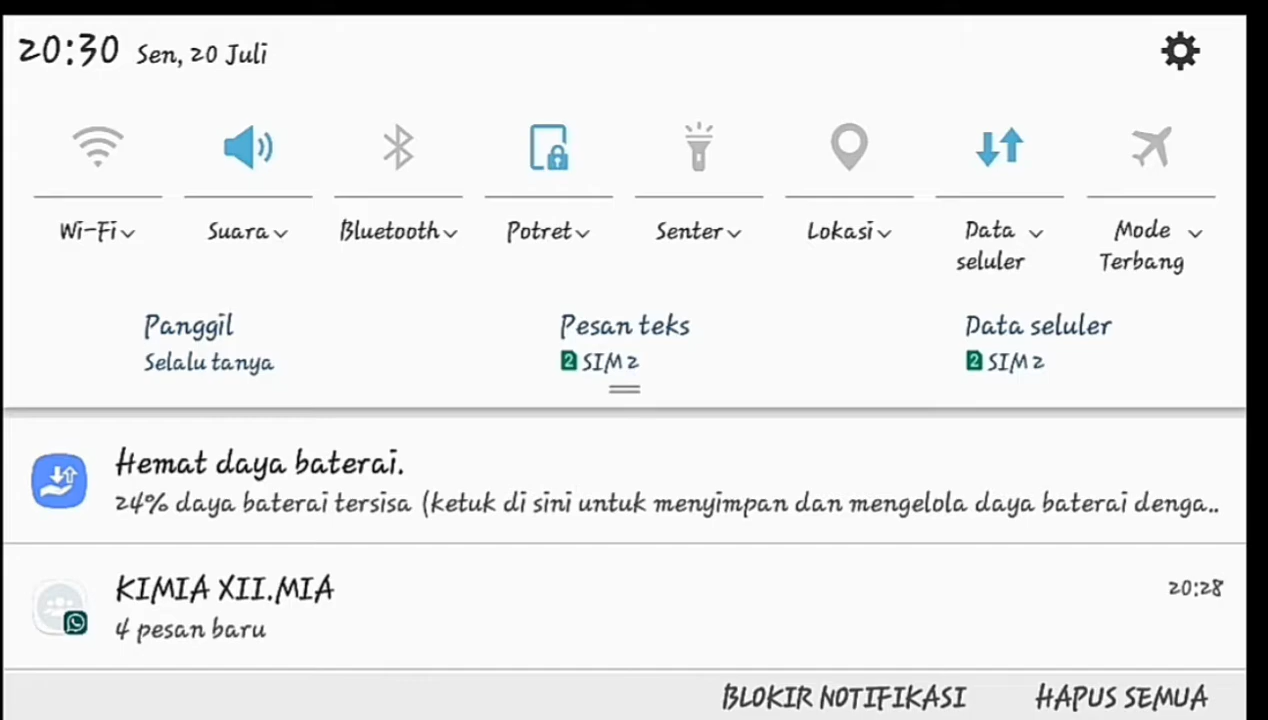 20:30 Sen, 20 Juli
Wi-Fi Suara Bluetooth Potret Senter Lokasi Data seluler Mode Terbang
Panggil Pesan teks Data seluler
Selalu tanya 2 SIM 2 2 SIM 2
Hemat daya baterai.
24% daya baterai tersisa (ketuk di sini untuk menyimpan dan mengelola daya baterai denga..
KIMIA XII.MIA 20:28
4 pesan baru
BLOKIR NOTIFIKASI HAPUS SEMUA